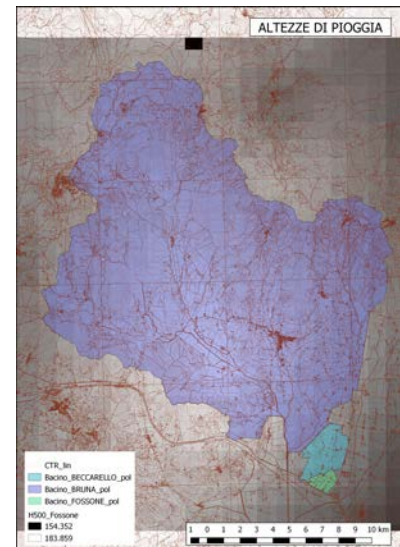 ALTEZZE DI PIOGGIA
CTR_lin
Bacino_BECCARELLO_pol
Bacino_BRUNA_pol
Bacino_FOSSONE_pol
H500_Fossone
154.352
183.859
1 0 1 2 3 4 5 6 7 8 9 10 km